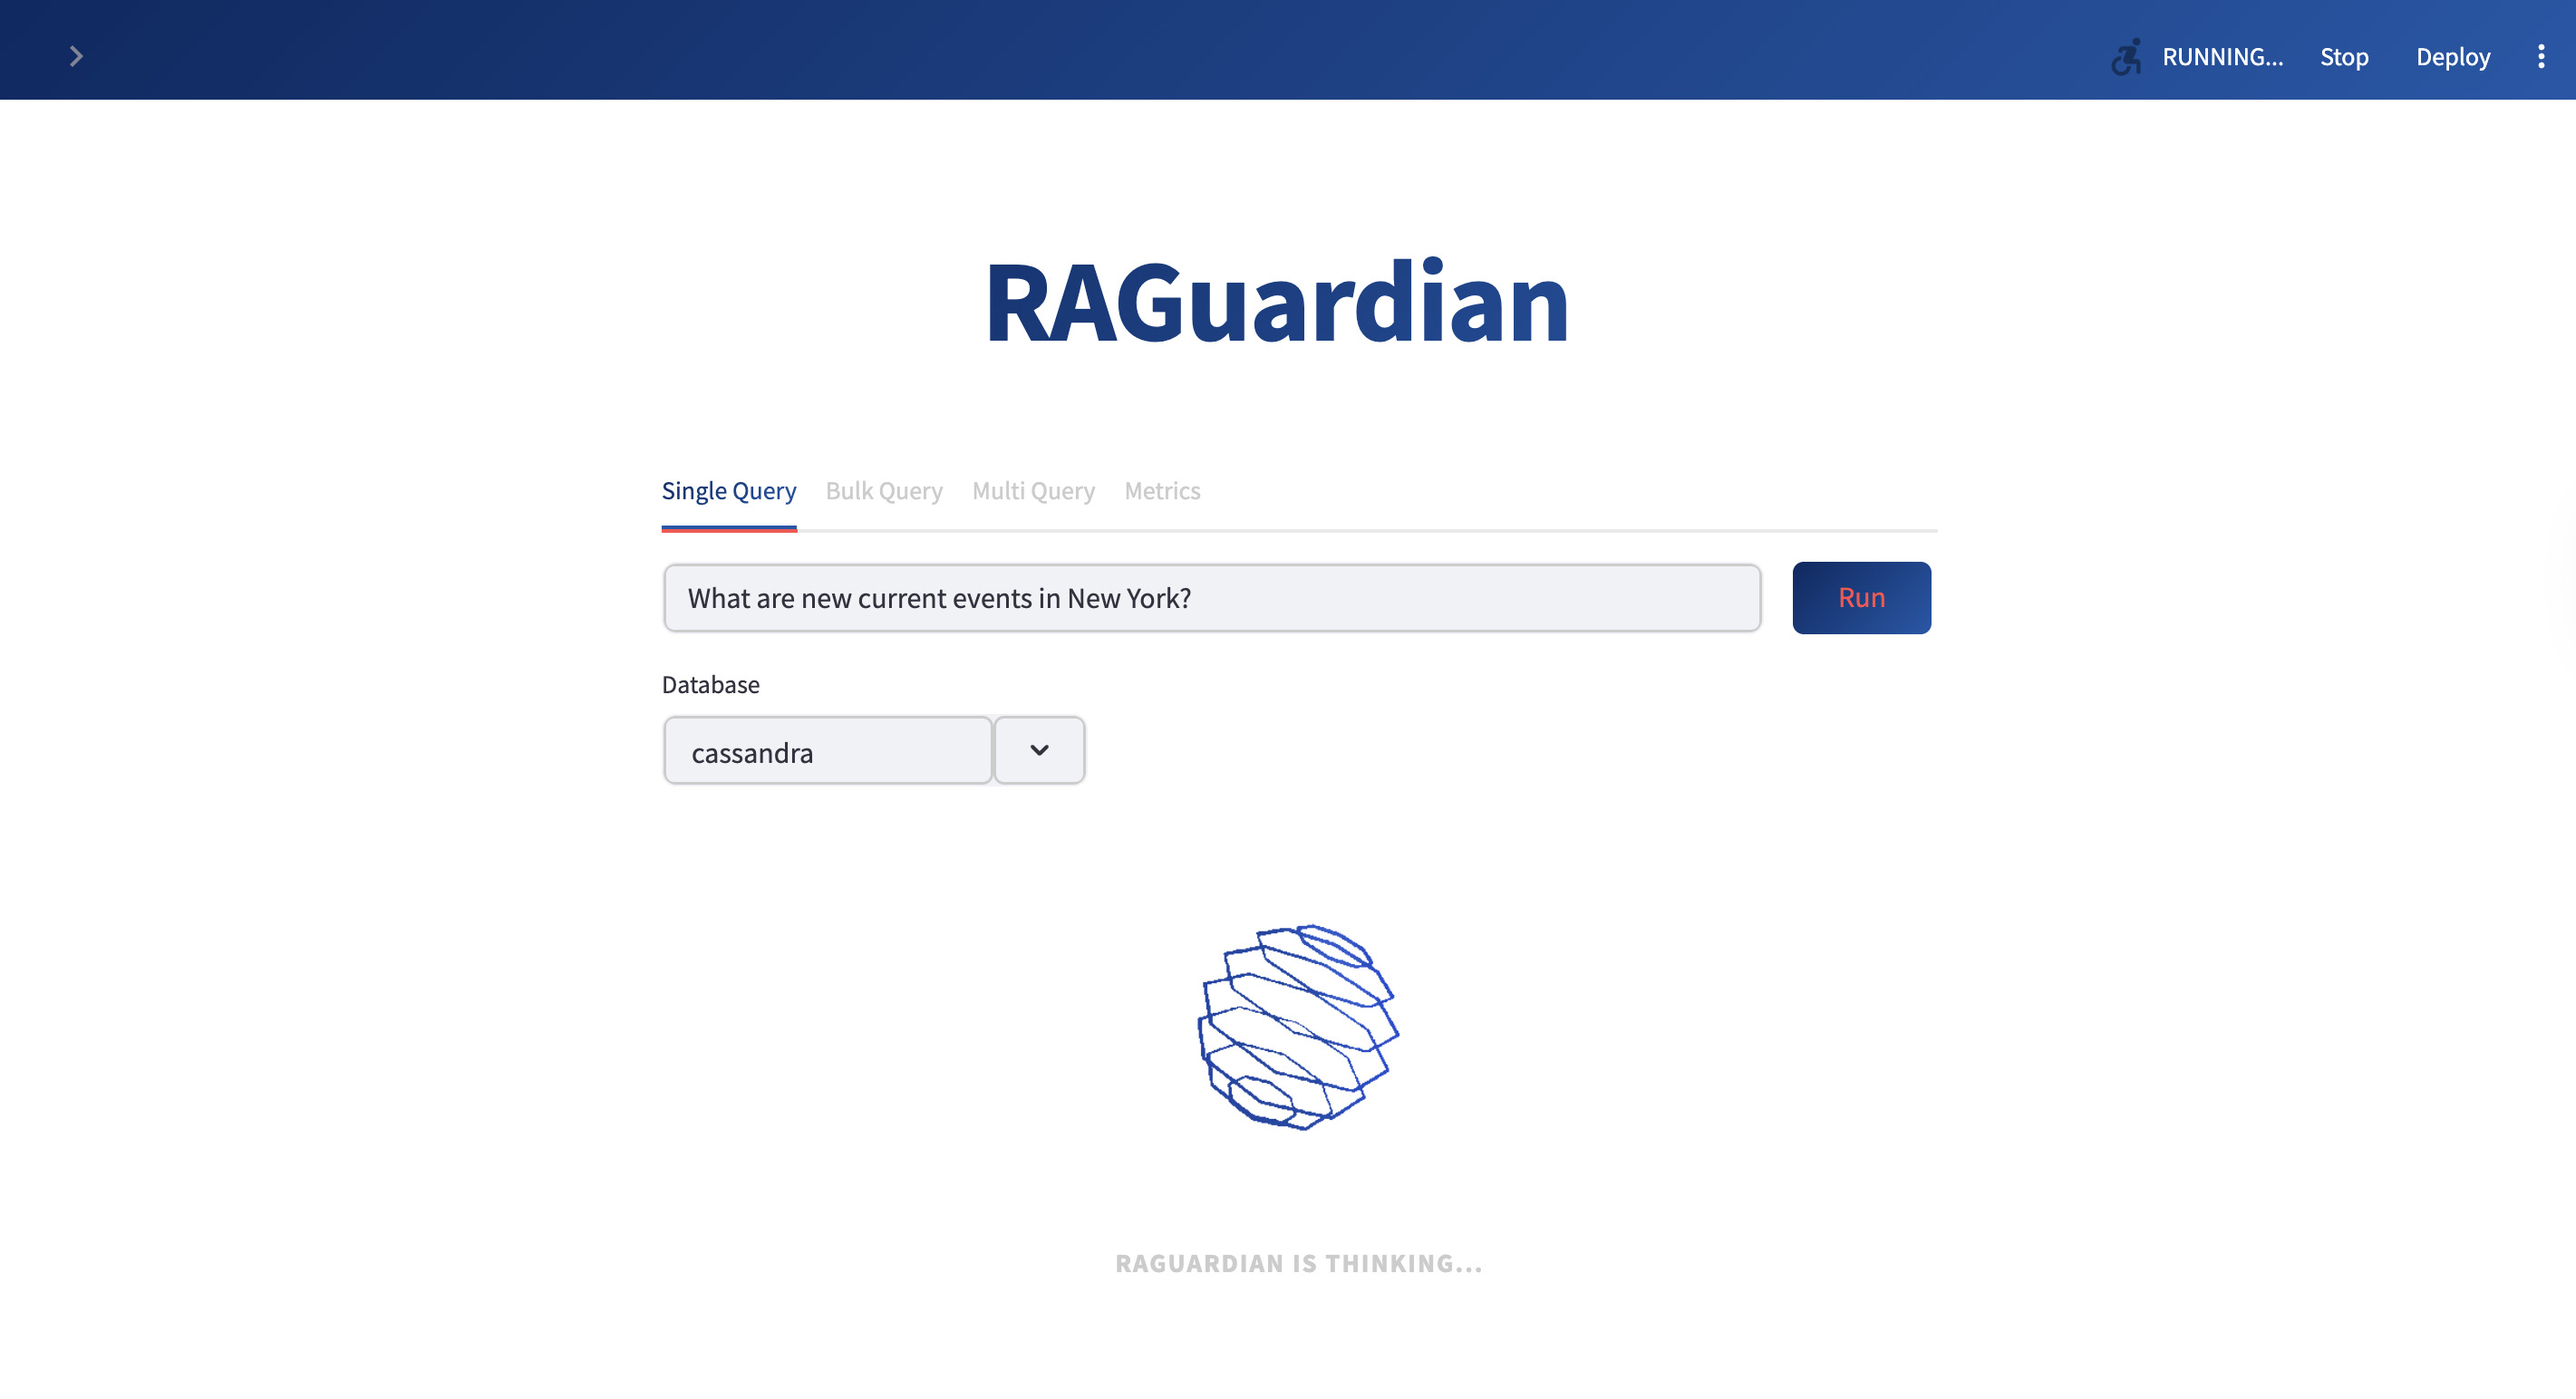 RUNNING... Stop Deploy
RAGuardian
Single Query Bulk Query Multi Query Metrics
What are new current events in New York? Run
Database
cassandra
RAGUARDIAN IS THINKING...